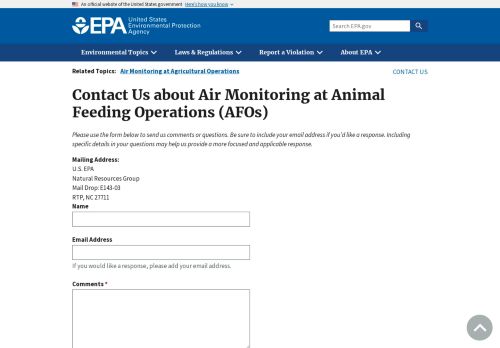 An official website of the United States government Here's how you know
EPA United States
Environmental Protection
Agency
Search EPA.gov
Environmental Topics Laws & Regulations Report a Violation About EPA
Related Topics: Air Monitoring at Agricultural Operations CONTACT US
Contact Us about Air Monitoring at Animal
Feeding Operations (AFOs)
Please use the form below to send us comments or questions. Be sure to include your email address if you'd like a response. Including
specific details in your questions may help us provide a more focused and applicable response.
Mailing Address:
U.S. EPA
Natural Resources Group
Mail Drop: E143-03
RTP, NC 27711
Name
Email Address
If you would like a response, please add your email address.
Comments *